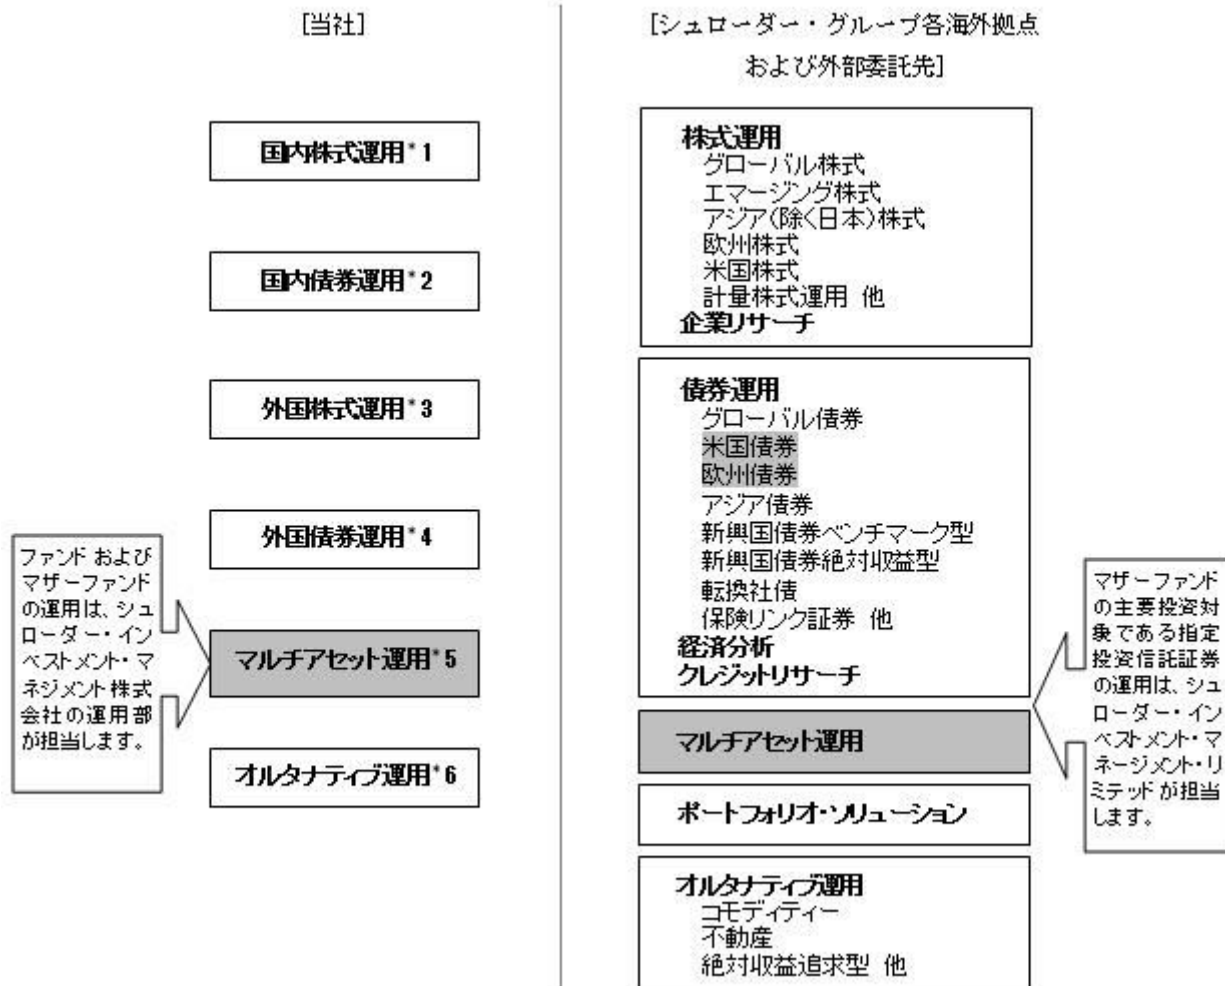 [当社]
国内株式運用*1
国内債券運用*2
外国株式運用*3
外国債券運用*4
マルチアセット運用*5
オルタナティブ運用*6
ファンド および
マザーファンド
の運用は、シュ
ローダー・イン
ベストメント・マ
ネジメント 株式
会社の運用部
が担当します。
[シュローダー・グループ各海外拠点
および外部委託先]
株式運用
グローバル株式
エマージング株式
アジア(除く日本)株式
欧州株式
米国株式
計量株式運用 他
企業リサーチ
債券運用
グローバル債券
米国債券
欧州債券
アジア債券
新興国債券ベンチマーク型
新興国債券絶対収益型
転換社債
保険リンク証券 他
経済分析
クレジットリサーチ
マルチアセット運用
ポートフォリオ・ソリューション
オルタナティブ運用
コモディティー
不動産
絶対収益追求型 他
マザーファンド
の主要投資対
象である指定
投資信託証券
の運用は、シュ
ローダー・イン
ベストメント・マ
ネージメント・リ
ミテッド が担当
します。